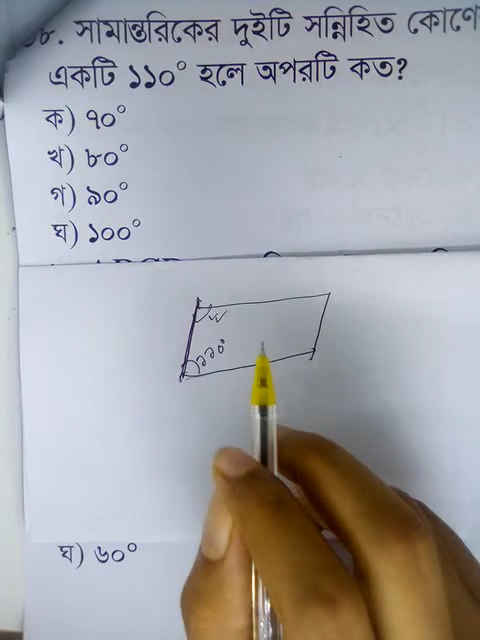 ৩৮. সামান্তরিকের দুইটি সন্নিহিত কোণে
একটি ১১০° হলে অপরটি কত?
ক) ৭০°
খ) ৮০°
গ) ৯০°
ঘ) ১০০°
১১০°
ঘ) ৬০°